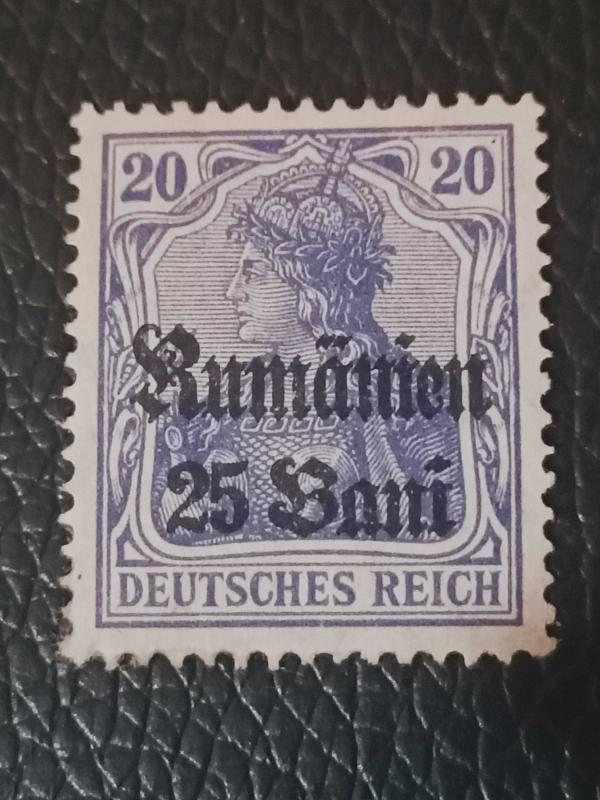 20 20
Rumänien
25 Bani
DEUTSCHES REICH